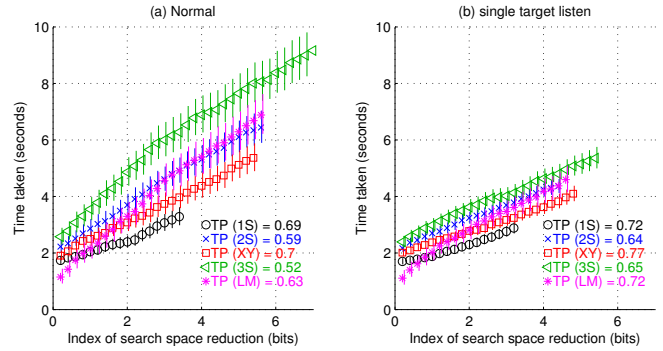 (a) Normal
(b) single target listen
10
8
6
4
2
0
Time taken (seconds)
TP (1S) = 0.69
TP (2S) = 0.59
TP (XY) = 0.7
TP (3S) = 0.52
TP (LM) = 0.63
0 2 4 6
Index of search space reduction (bits)
10
8
6
4
2
0
Time taken (seconds)
TP (1S) = 0.72
TP (2S) = 0.64
TP (XY) = 0.77
TP (3S) = 0.65
TP (LM) = 0.72
0 2 4 6
Index of search space reduction (bits)